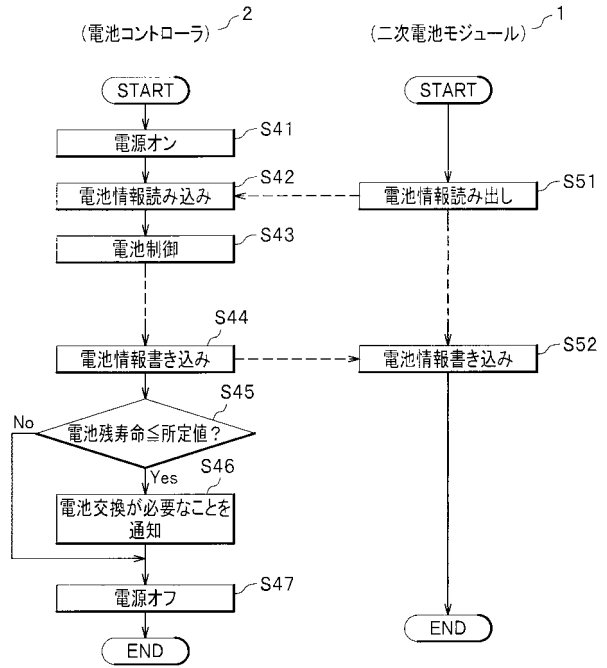 (電池コントローラ) 2
(二次電池モジュール) 1
START
START
電源オン S41
電池情報読み込み S42
電池情報読み出し S51
電池制御 S43
電池情報書き込み S44
電池情報書き込み S52
電池残寿命≦所定値? S45
No
Yes
電池交換が必要なことを S46
通知
電源オフ S47
END
END